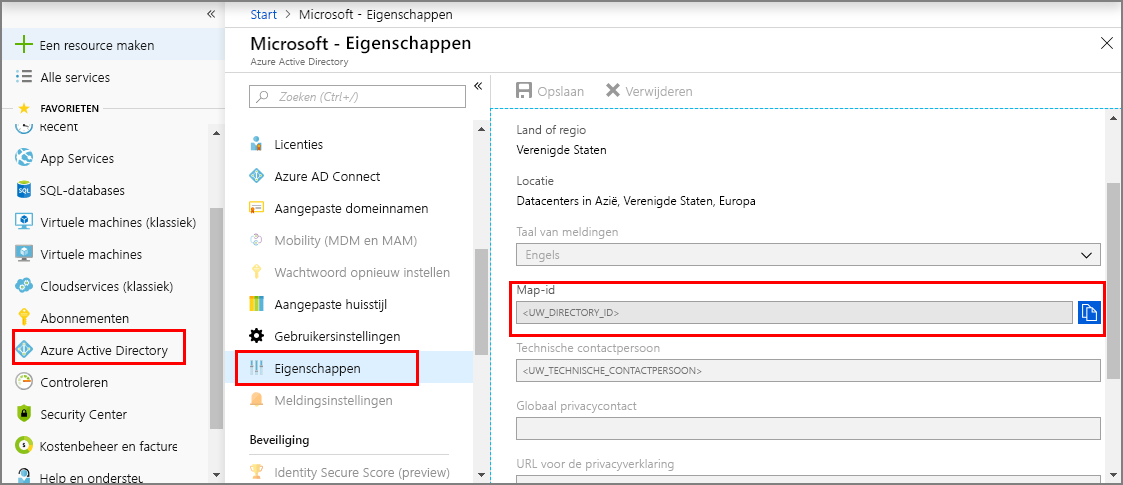 «
Een resource maken
Alle services
FAVORIETEN
Recent
App Services
SQL-databases
Virtuele machines (klassiek)
Virtuele machines
Cloudservices (klassiek)
Abonnementen
Azure Active Directory
Controleren
Security Center
Kostenbeheer en facture
Help en ondersteu
Start > Microsoft - Eigenschappen
Microsoft - Eigenschappen
Azure Active Directory
Zoeken (Ctrl+/)
«
Licenties
Azure AD Connect
Aangepaste domeinnamen
Mobility (MDM en MAM)
Wachtwoord opnieuw instellen
Aangepaste huisstijl
Gebruikersinstellingen
Eigenschappen
Meldingsinstellingen
Beveiliging
Identity Secure Score (preview)
Opslaan Verwijderen
Land of regio
Verenigde Staten
Locatie
Datacenters in Azië, Verenigde Staten, Europa
Taal van meldingen
Engels
Map-id
<UW_DIRECTORY_ID>
Technische contactpersoon
<UW_TECHNISCHE_CONTACTPERSOON>
Globaal privacycontact
URL voor de privacyverklaring